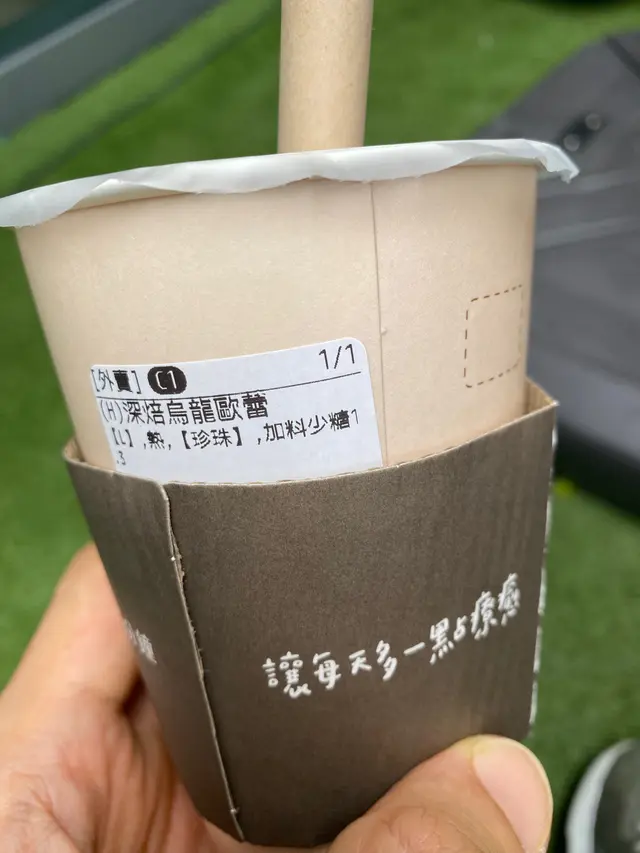 [外賣] C1 1/1
(H)深焙烏龍歐蕾
[L] ,熱,【珍珠】,加料少糖1
.3
讓每天多一點療癒